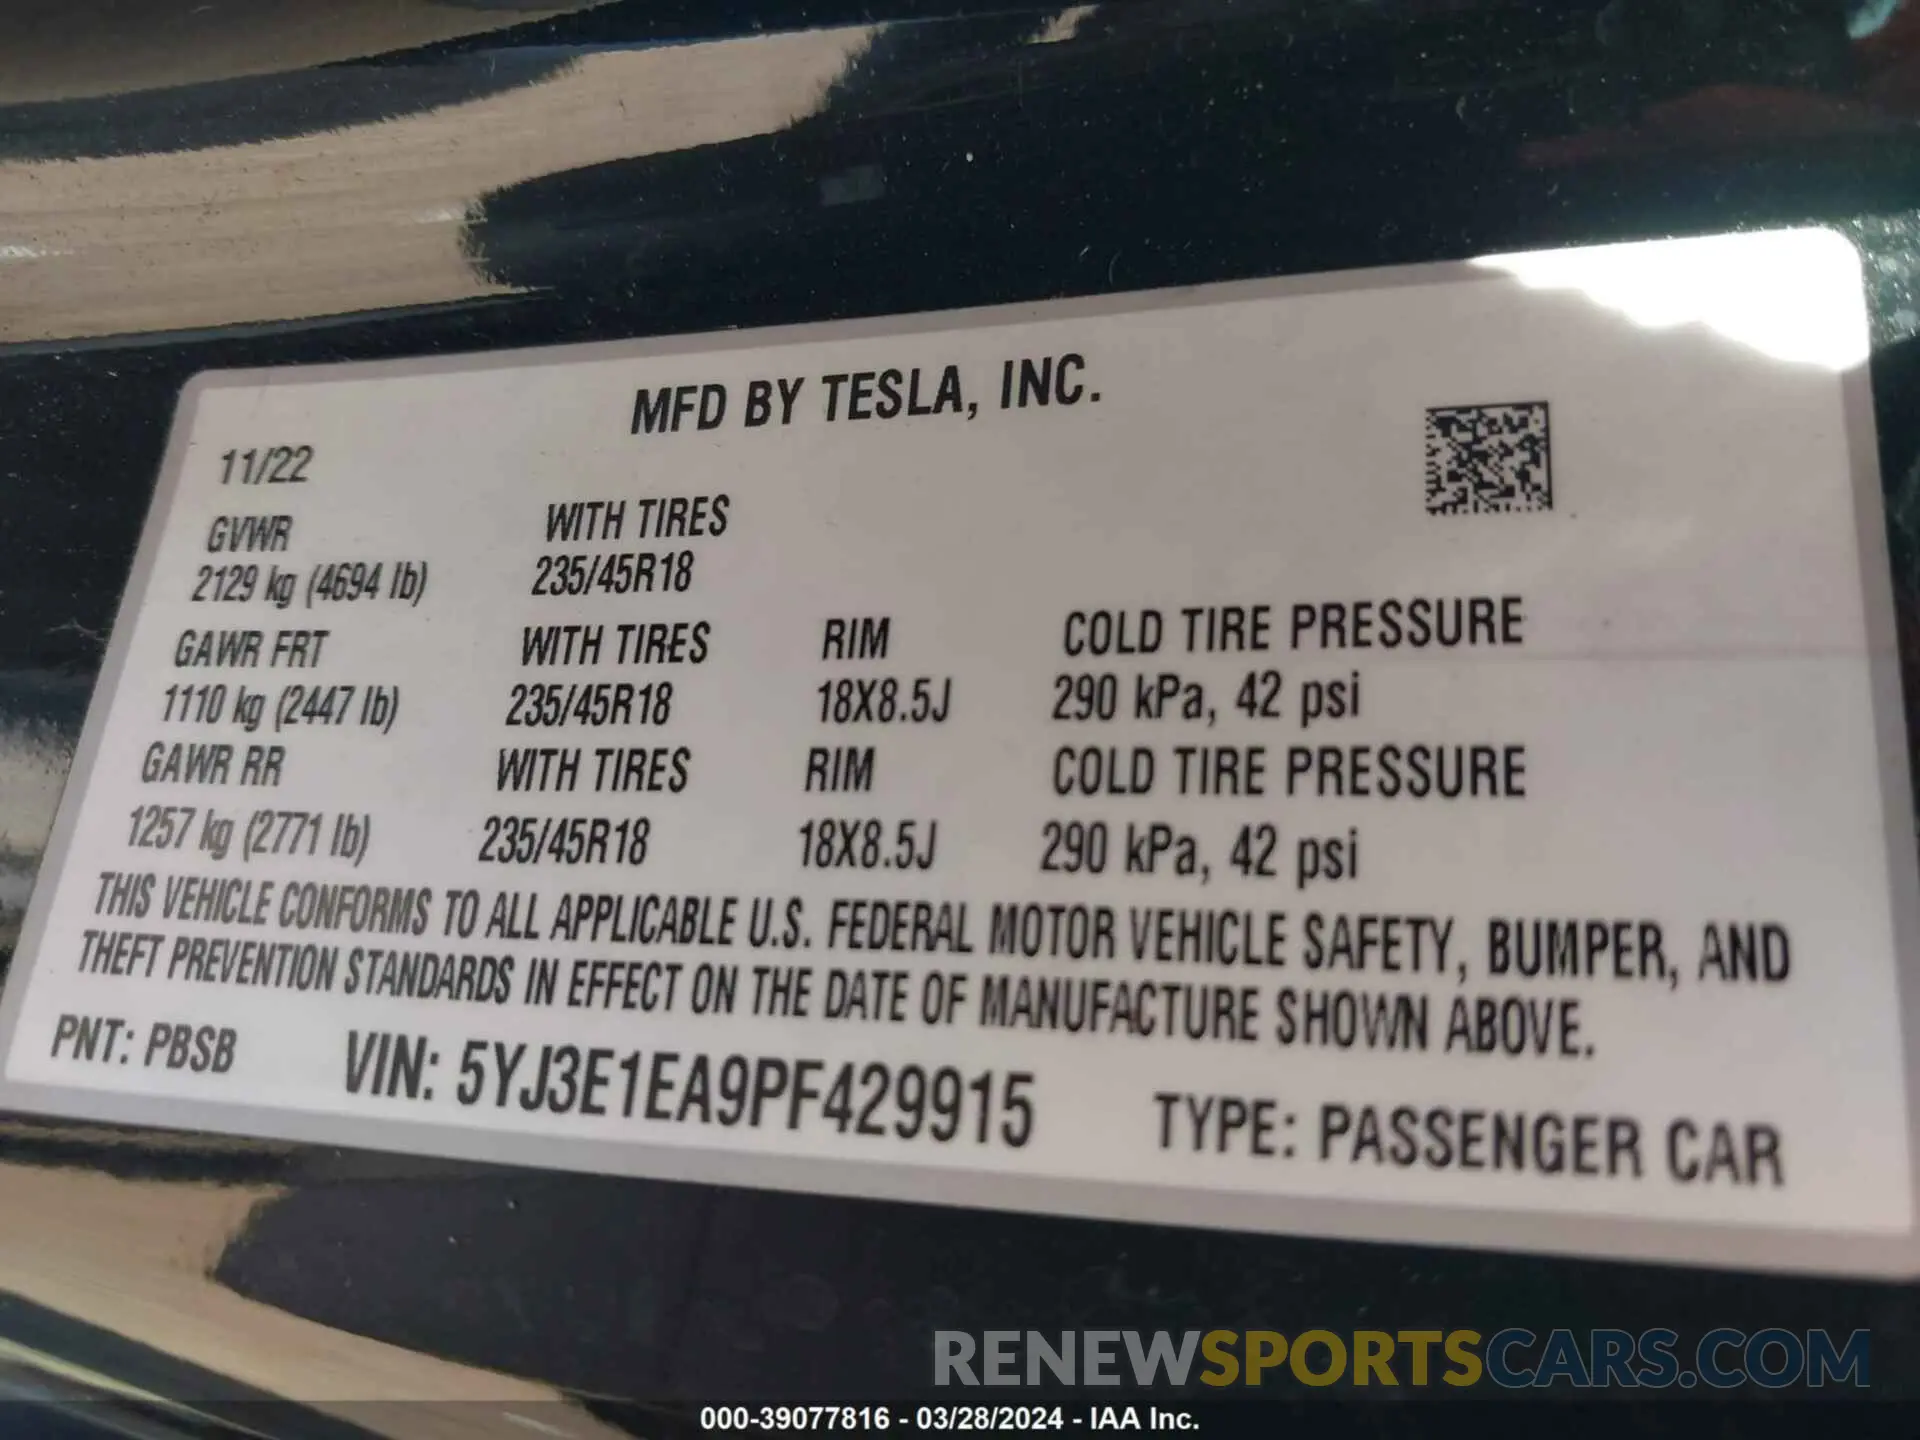 MFD BY TESLA, INC.
11/22
GVWR WITH TIRES
2129 kg (4694 lb) 235/45R18
GAWR FRT WITH TIRES RIM COLD TIRE PRESSURE
1110 kg (2447 lb) 235/45R18 18X8.5J 290 kPa, 42 psi
GAWR RR WITH TIRES RIM COLD TIRE PRESSURE
1257 kg (2771 lb) 235/45R18 18X8.5J 290 kPa, 42 psi
THIS VEHICLE CONFORMS TO ALL APPLICABLE U.S. FEDERAL MOTOR VEHICLE SAFETY, BUMPER, AND
THEFT PREVENTION STANDARDS IN EFFECT ON THE DATE OF MANUFACTURE SHOWN ABOVE.
PNT: PBSB VIN: 5YJ3E1EA9PF429915 TYPE: PASSENGER CAR
RENEWSPORTSCARS.COM
000-39077816 - 03/28/2024 - IAA Inc.